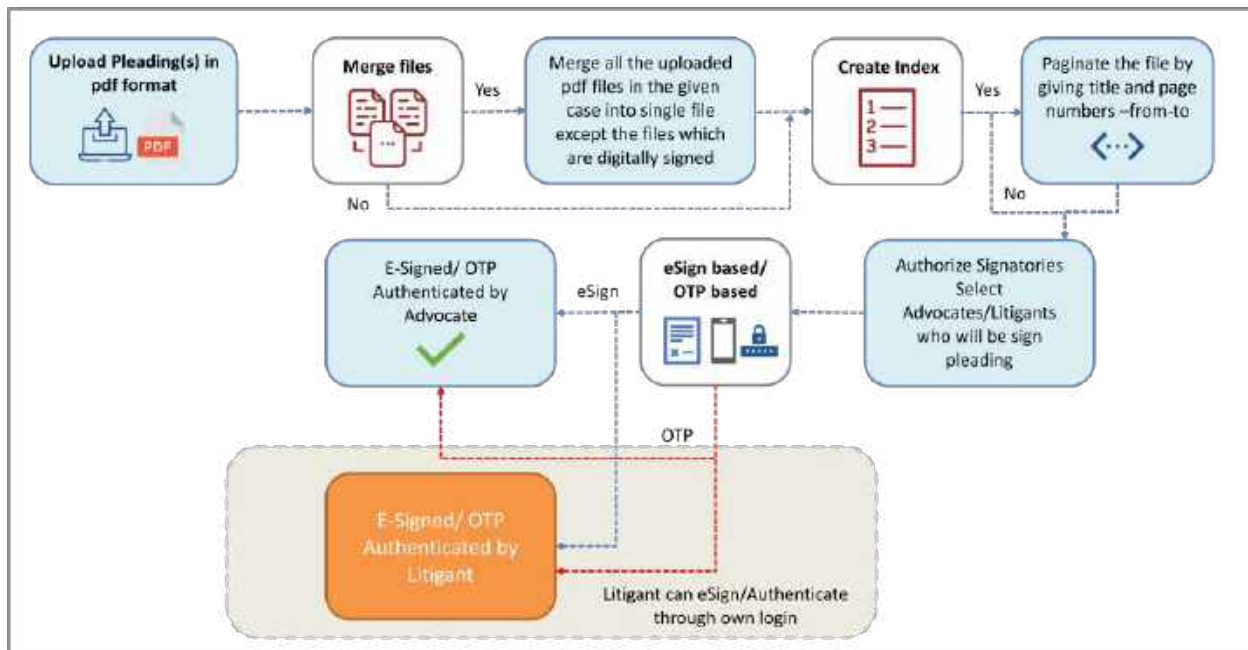 Upload Pleading(s) in
pdf format
PDF
Merge files
Yes
No
Merge all the uploaded
pdf files in the given
case into single file
except the files which
are digitally signed
Create Index
1
2
3
Yes
No
Paginate the file by
giving title and page
numbers –from-to
Authorize Signatories
Select
Advocates/Litigants
who will be sign
pleading
eSign based/
OTP based
eSign
OTP
E-Signed/ OTP
Authenticated by
Advocate
E-Signed/ OTP
Authenticated by
Litigant
Litigant can eSign/Authenticate
through own login